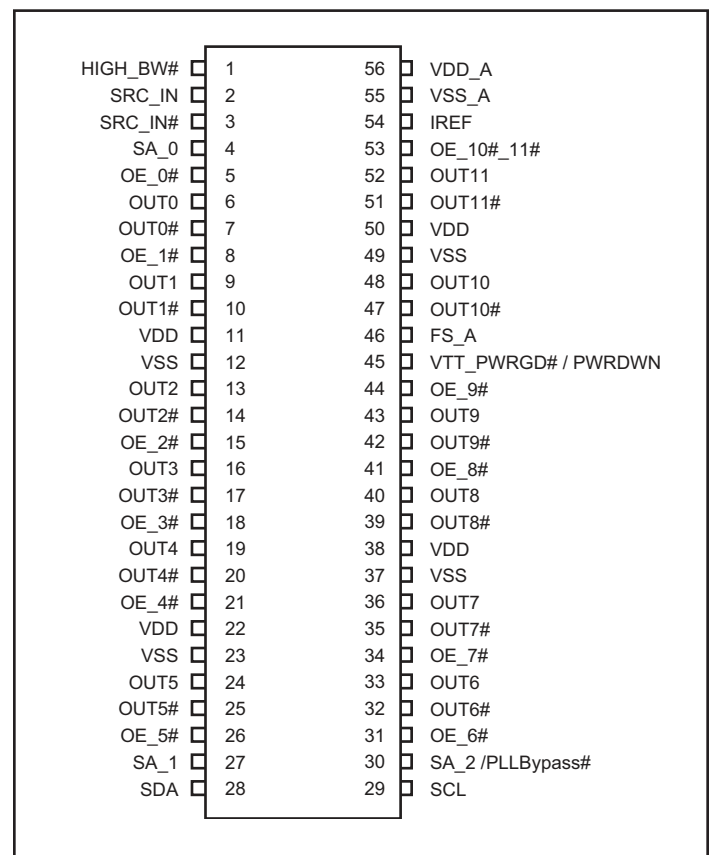 HIGH_BW# 1 56 VDD_A
SRC_IN 2 55 VSS_A
SRC_IN# 3 54 IREF
SA_0 4 53 OE_10#_11#
OE_0# 5 52 OUT11
OUT0 6 51 OUT11#
OUT0# 7 50 VDD
OE_1# 8 49 VSS
OUT1 9 48 OUT10
OUT1# 10 47 OUT10#
VDD 11 46 FS_A
VSS 12 45 VTT_PWRGD# / PWRDWN
OUT2 13 44 OE_9#
OUT2# 14 43 OUT9
OE_2# 15 42 OUT9#
OUT3 16 41 OE_8#
OUT3# 17 40 OUT8
OE_3# 18 39 OUT8#
OUT4 19 38 VDD
OUT4# 20 37 VSS
OE_4# 21 36 OUT7
VDD 22 35 OUT7#
VSS 23 34 OE_7#
OUT5 24 33 OUT6
OUT5# 25 32 OUT6#
OE_5# 26 31 OE_6#
SA_1 27 30 SA_2 /PLLBypass#
SDA 28 29 SCL